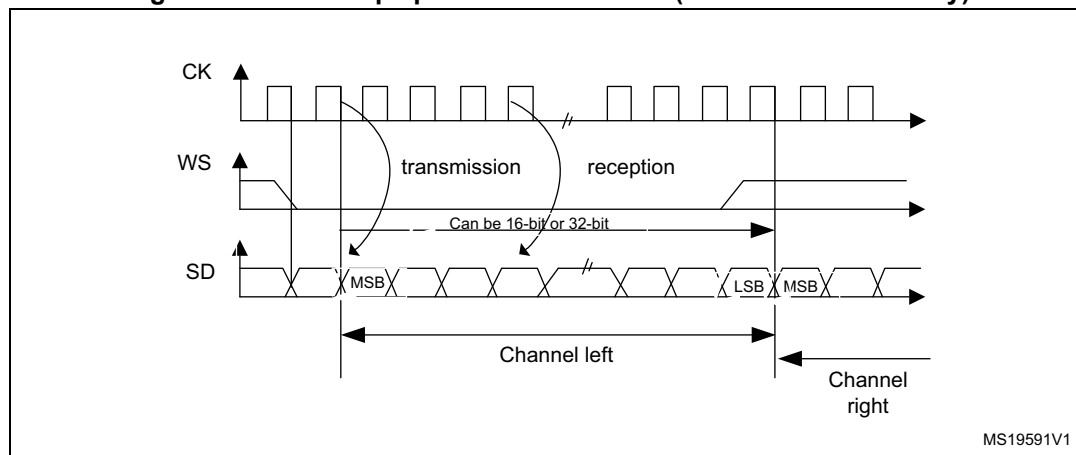 CK
WS
transmission
reception
Can be 16-bit or 32-bit
SD
MSB
LSB
MSB
Channel left
Channel
right
MS19591V1